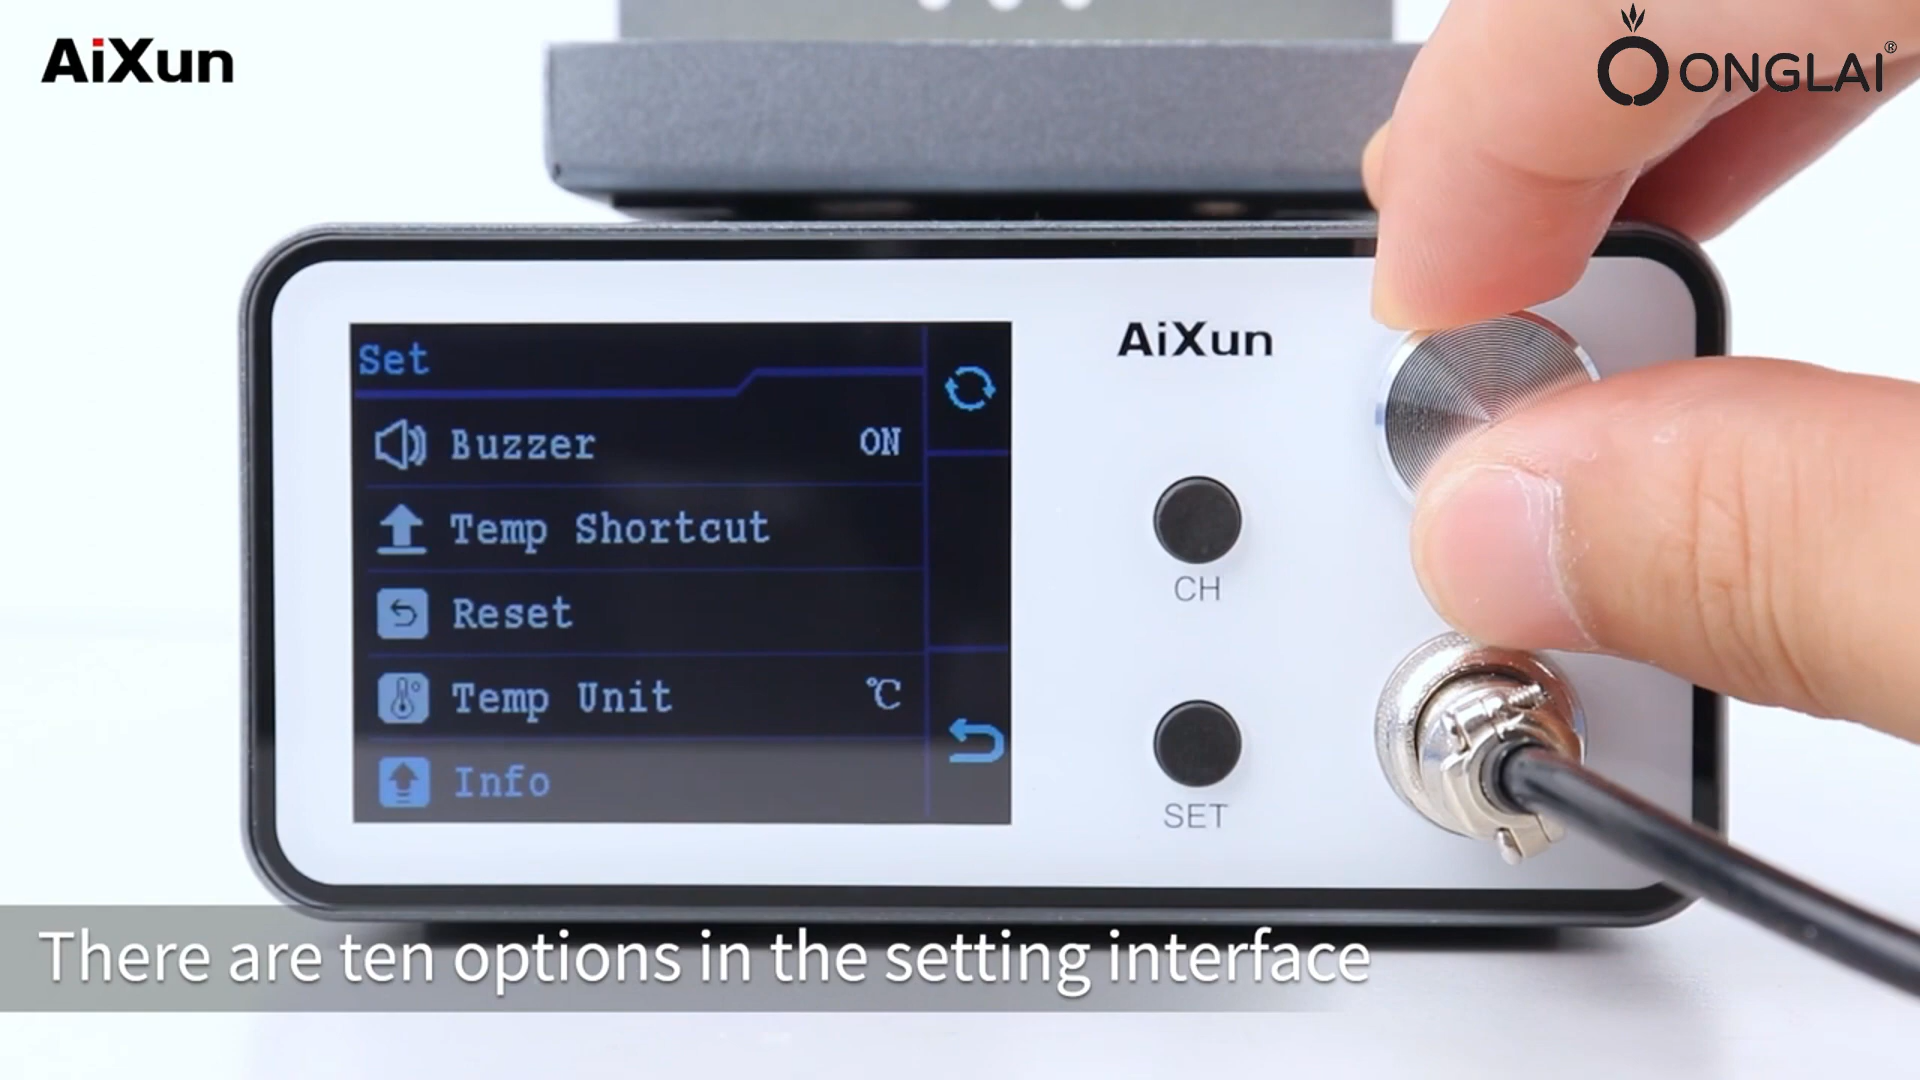 AiXun
ONGLAI®
Set
Buzzer ON
Temp Shortcut
Reset
Temp Unit ℃
Info
AiXun
CH
SET
There are ten options in the setting interface